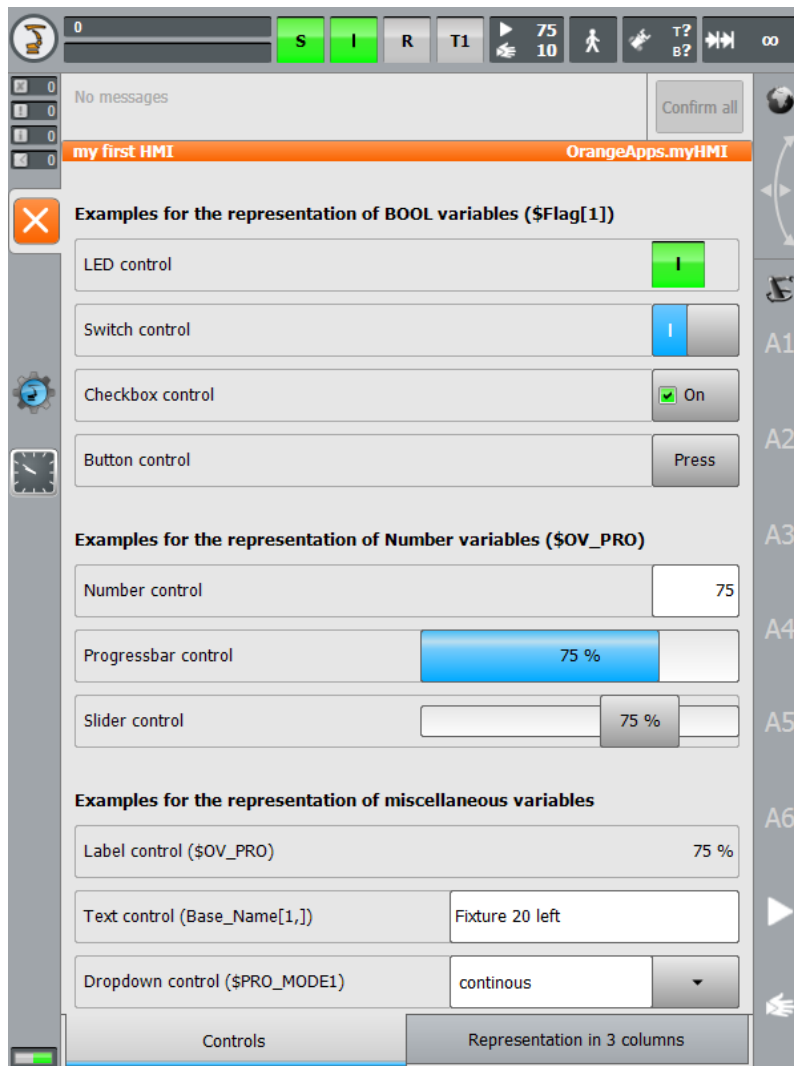 0
S I R T1 75 10 T? B? ∞
0
0
0
0
No messages
Confirm all
my first HMI OrangeApps.myHMI
Examples for the representation of BOOL variables ($Flag[1])
LED control I
Switch control I
Checkbox control On
Button control Press
Examples for the representation of Number variables ($OV_PRO)
Number control 75
Progressbar control 75 %
Slider control 75 %
Examples for the representation of miscellaneous variables
Label control ($OV_PRO) 75 %
Text control (Base_Name[1,]) Fixture 20 left
Dropdown control ($PRO_MODE1) continous
Controls Representation in 3 columns
A1
A2
A3
A4
A5
A6